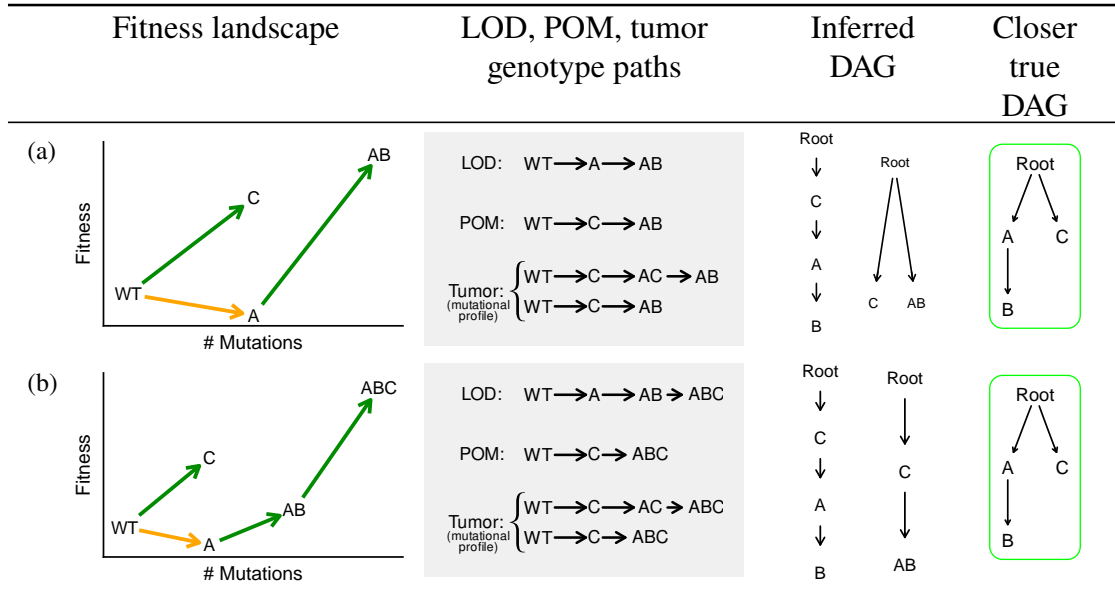 Fitness landscape
LOD, POM, tumor
genotype paths
Inferred
DAG
Closer
true
DAG
(a)
Fitness
# Mutations
WT
C
A
AB
LOD: WT A AB
POM: WT C AB
Tumor:
(mutational
profile)
WT C AC AB
WT C AB
Root
C
A
B
Root
C AB
Root
A C
B
(b)
Fitness
# Mutations
WT
C
A
AB
ABC
LOD: WT A AB ABC
POM: WT C ABC
Tumor:
(mutational
profile)
WT C AC ABC
WT C ABC
Root
C
A
B
Root
C
AB
Root
A C
B